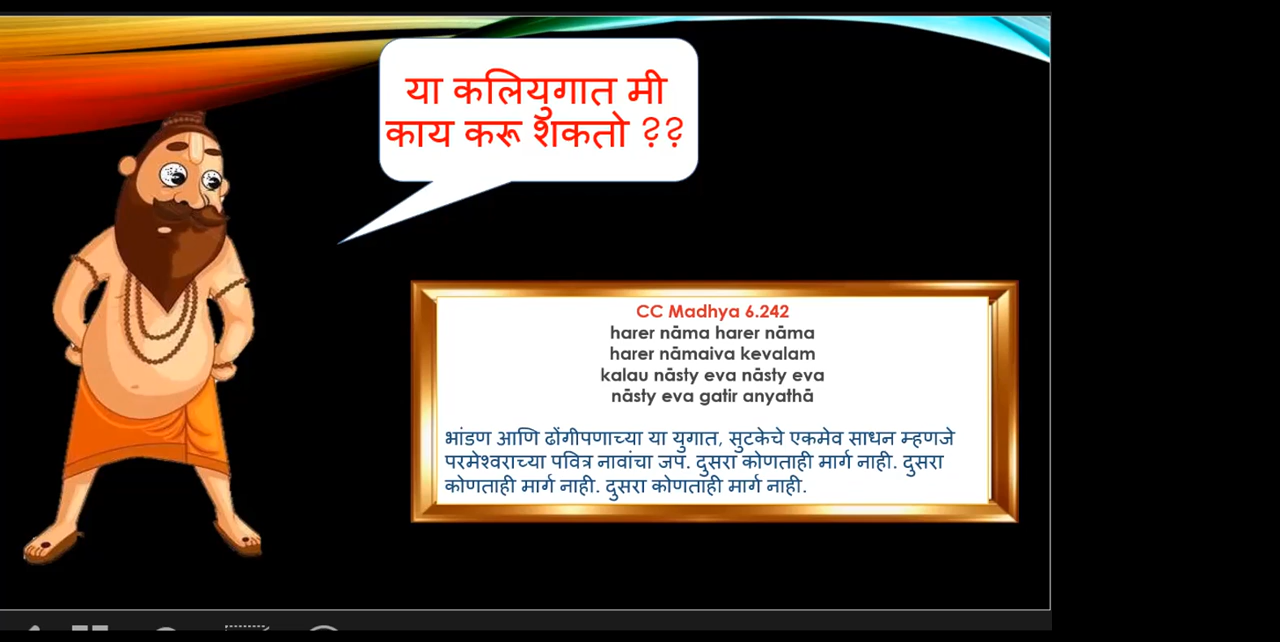 या कलियुगात मी
काय करू शकतो ??
CC Madhya 6.242
harer nāma harer nāma
harer nāmaiva kevalam
kalau nāsty eva nāsty eva
nāsty eva gatir anyathā
भांडण आणि ढोंगीपणाच्या या युगात, सुटकेचे एकमेव साधन म्हणजे
परमेश्वराच्या पवित्र नावांचा जप. दुसरा कोणताही मार्ग नाही. दुसरा
कोणताही मार्ग नाही. दुसरा कोणताही मार्ग नाही.